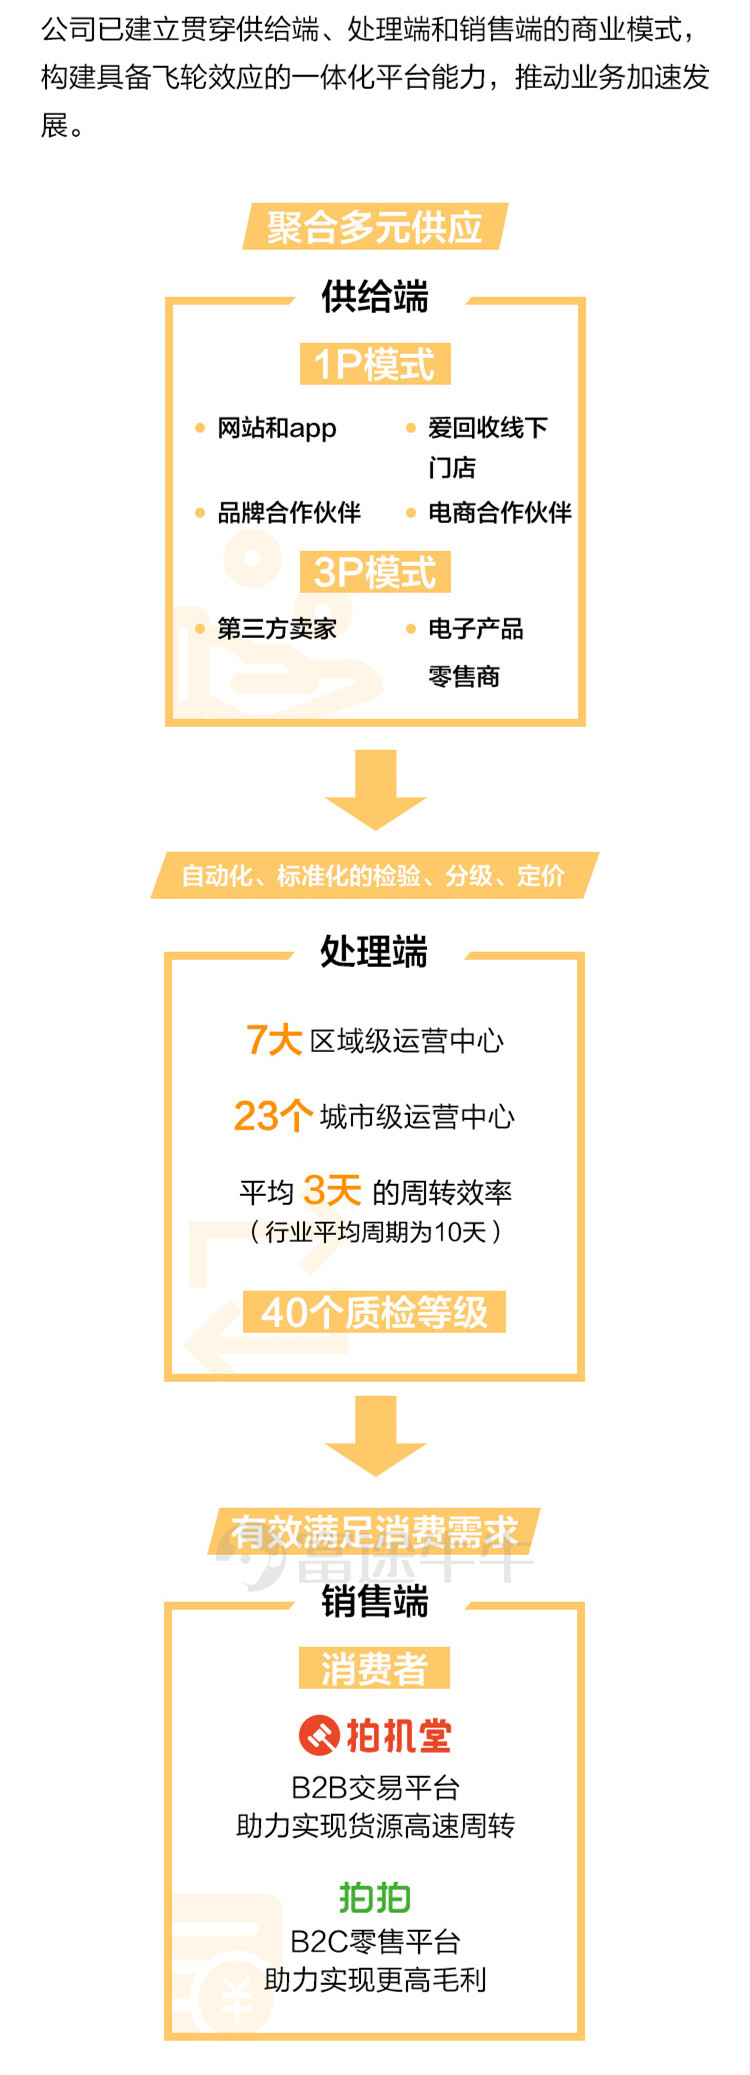 公司已建立贯穿供给端、处理端和销售端的商业模式，
构建具备飞轮效应的一体化平台能力，推动业务加速发
展。
聚合多元供应
供给端
1P模式
网站和app
爱回收线下
门店
品牌合作伙伴
电商合作伙伴
3P模式
第三方卖家
电子产品
零售商
自动化、标准化的检验、分级、定价
处理端
7大 区域级运营中心
23个 城市级运营中心
平均 3天 的周转效率
（行业平均周期为10天）
40个质检等级
有效满足消费需求
富途牛牛
销售端
消费者
拍机堂
B2B交易平台
助力实现货源高速周转
拍拍
B2C零售平台
助力实现更高毛利
¥